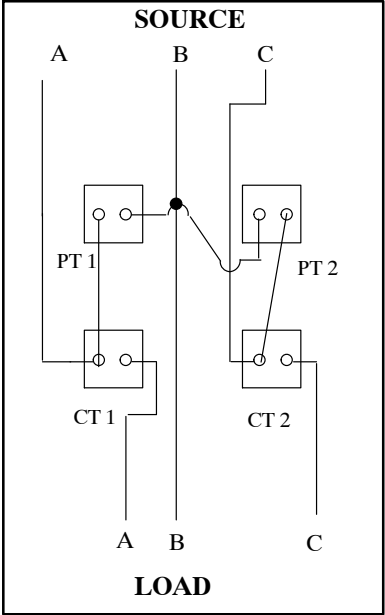 SOURCE
A B C
PT 1 PT 2
CT 1 CT 2
A B C
LOAD